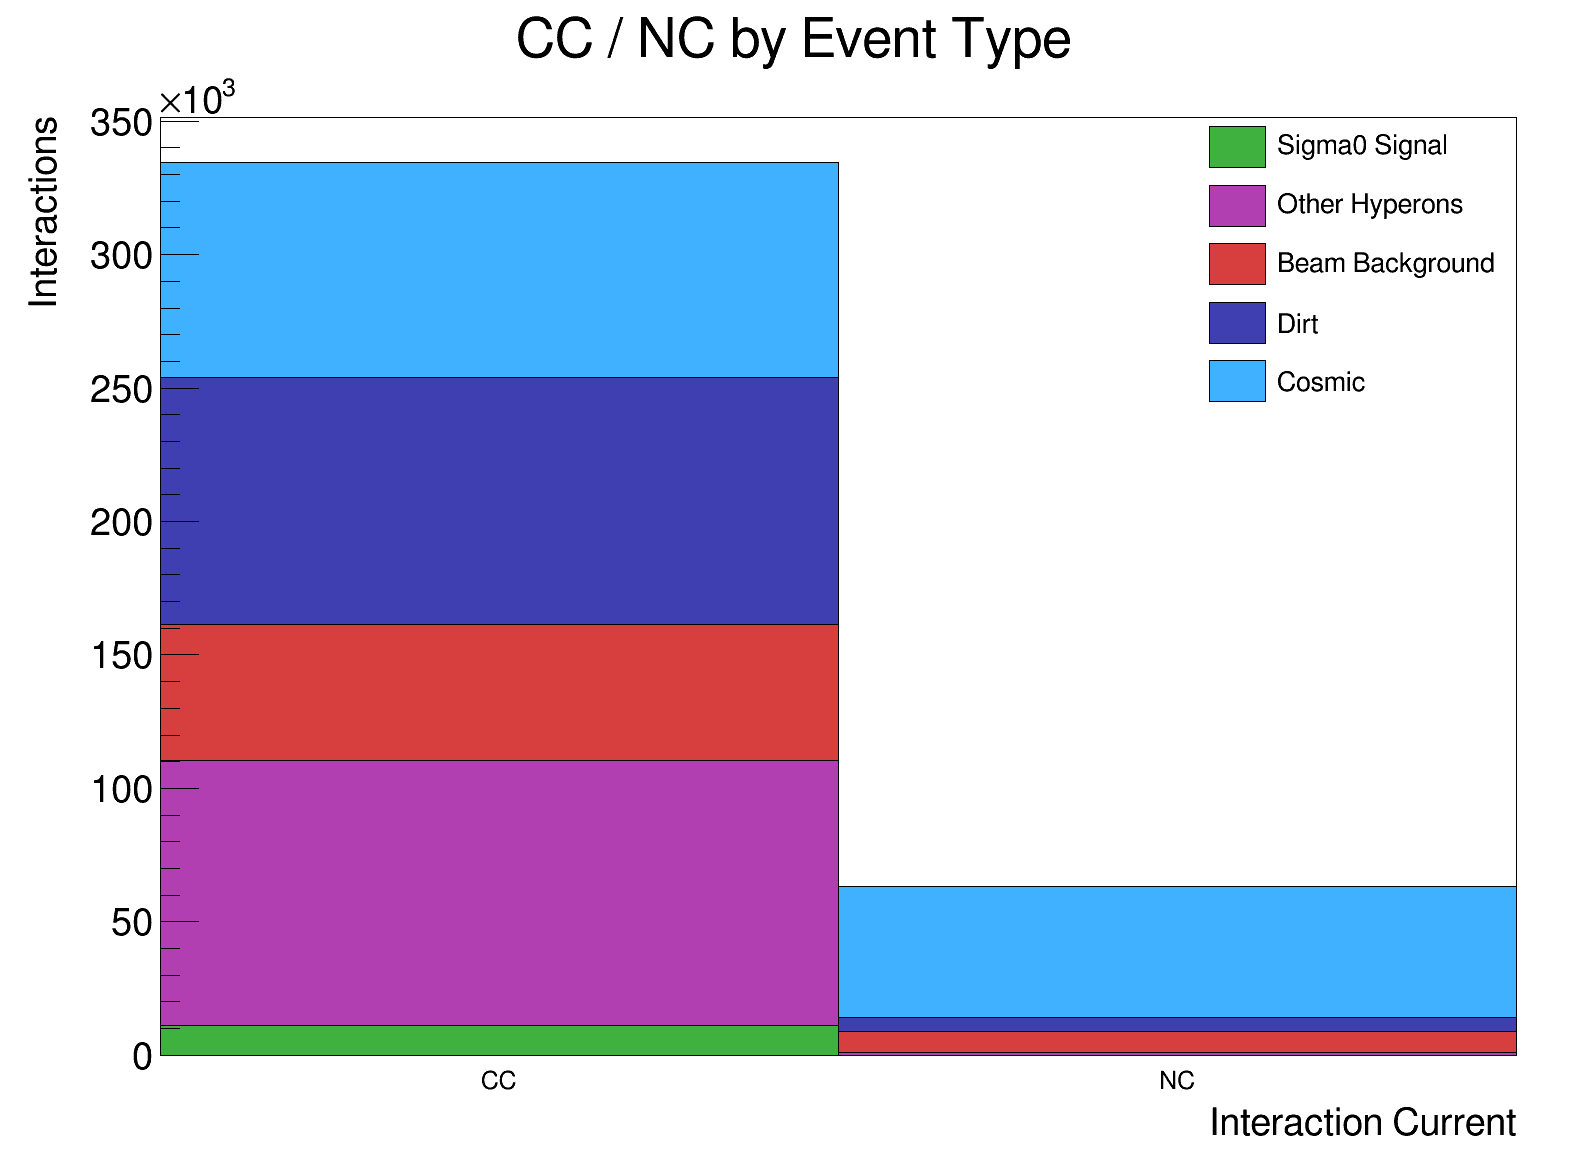 CC / NC by Event Type
×10³
Interactions
350
300
250
200
150
100
50
0
Sigma0 Signal
Other Hyperons
Beam Background
Dirt
Cosmic
CC
NC
Interaction Current